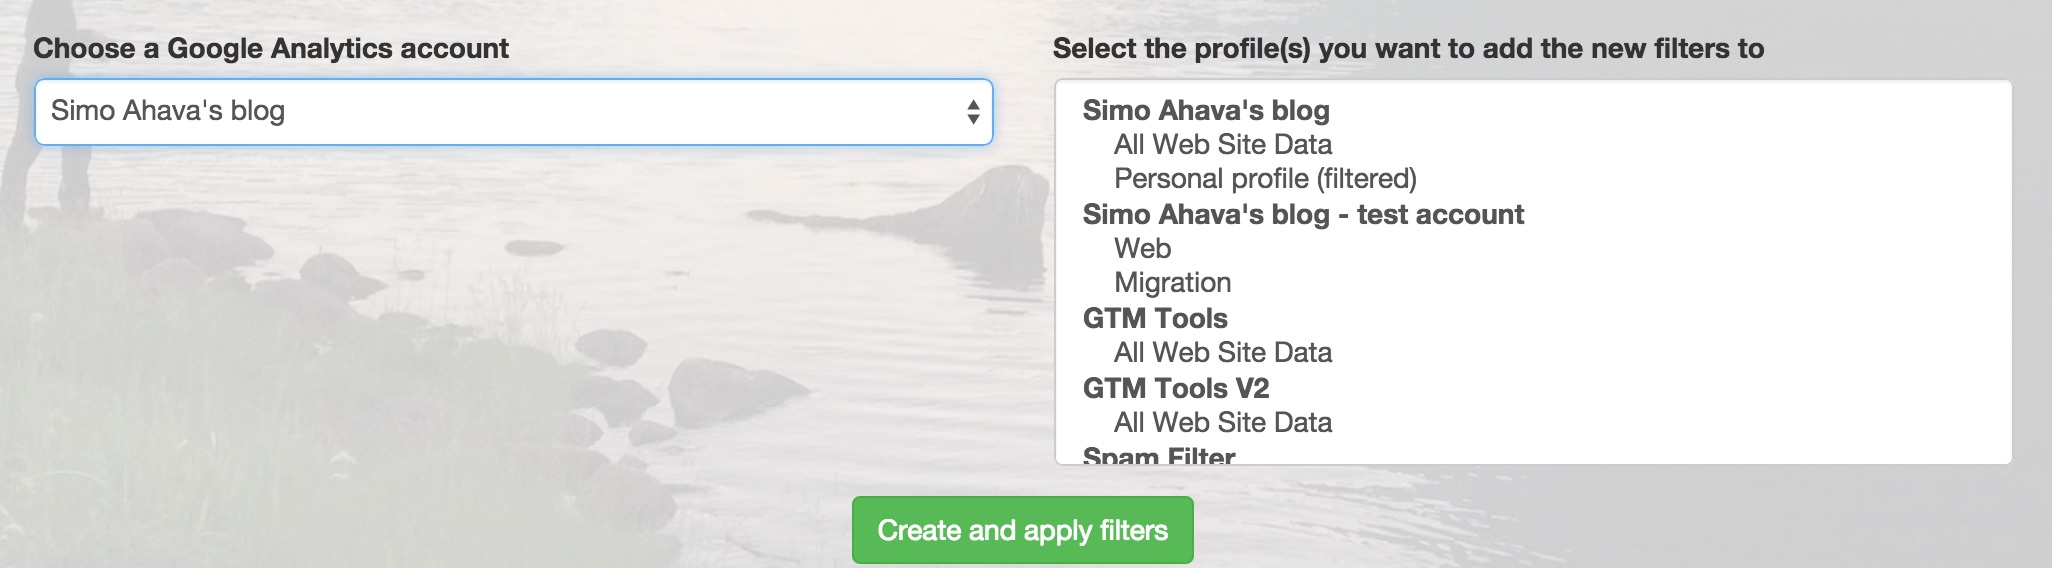 Choose a Google Analytics account
Simo Ahava's blog
Select the profile(s) you want to add the new filters to
Simo Ahava's blog
All Web Site Data
Personal profile (filtered)
Simo Ahava's blog - test account
Web
Migration
GTM Tools
All Web Site Data
GTM Tools V2
All Web Site Data
Spam Filter
Create and apply filters